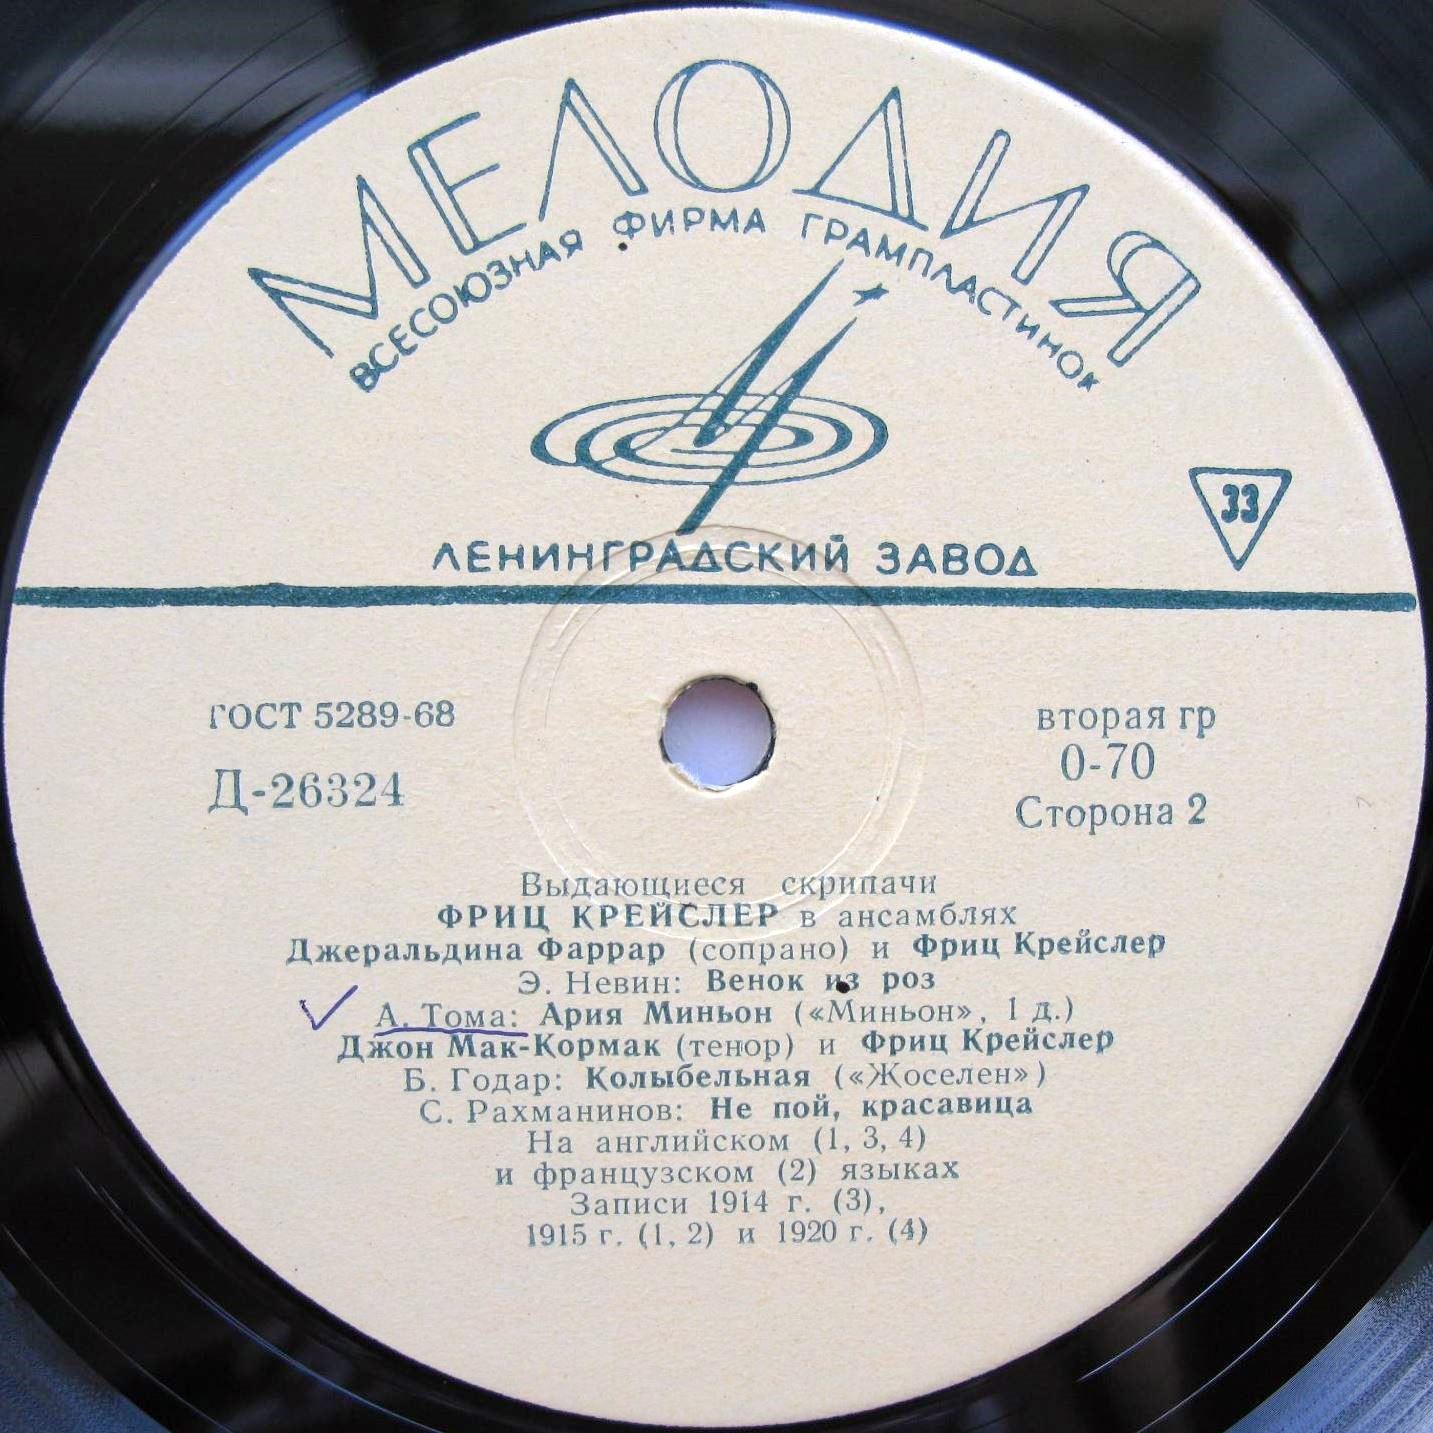 МЕЛОДИЯ
ВСЕСОЮЗНАЯ ФИРМА ГРАМПЛАСТИНОК
33
ЛЕНИНГРАДСКИЙ ЗАВОД
ГОСТ 5289-68
вторая гр
Д-26324
0-70
Сторона 2
Выдающиеся скрипачи
ФРИЦ КРЕЙСЛЕР в ансамблях
Джеральдина Фаррар (сопрано) и Фриц Крейслер
Э. Невин: Венок из роз
А. Тома: Ария Миньон («Миньон», 1 д.)
Джон Мак-Кормак (тенор) и Фриц Крейслер
Б. Годар: Колыбельная («Жоселен»)
С. Рахманинов: Не пой, красавица
На английском (1, 3, 4)
и французском (2) языках
Записи 1914 г. (3),
1915 г. (1, 2) и 1920 г. (4)